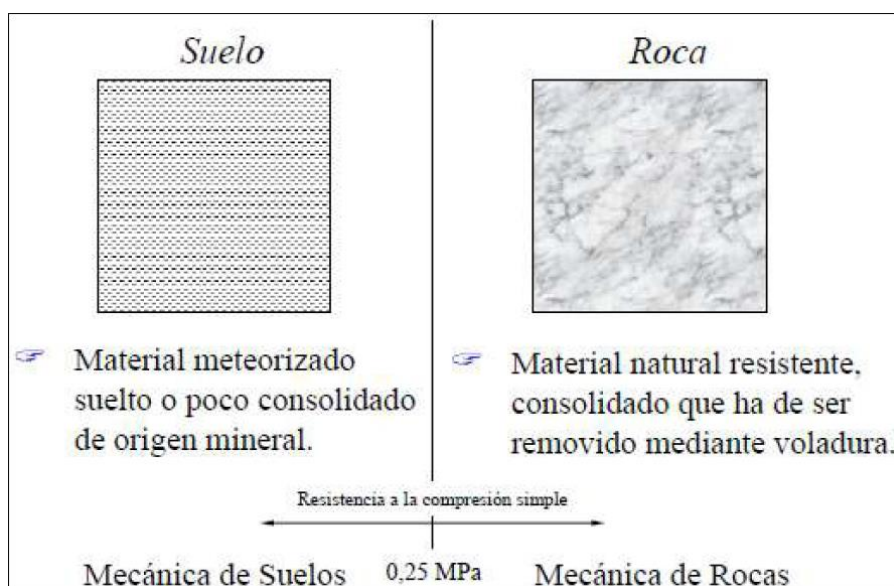 Suelo
Roca
Material meteorizado
suelto o poco consolidado
de origen mineral.
Material natural resistente,
consolidado que ha de ser
removido mediante voladura.
Resistencia a la compresión simple
Mecánica de Suelos
0,25 MPa
Mecánica de Rocas